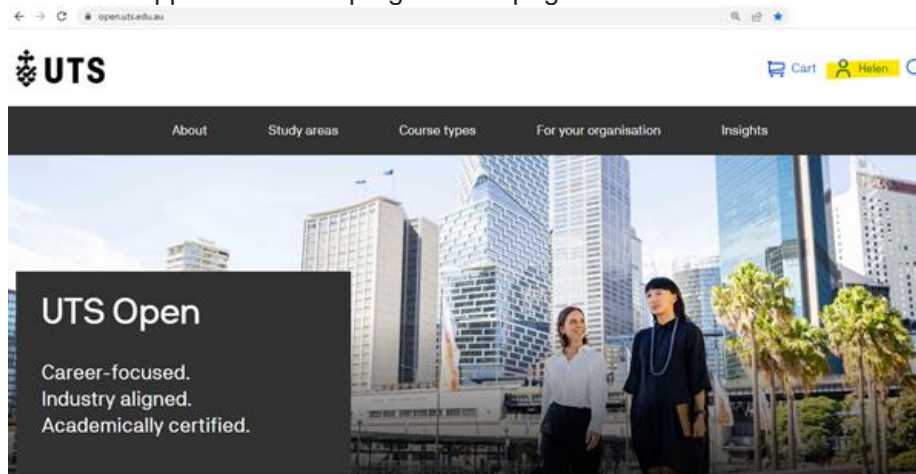 open.uts.edu.au
UTS
Cart Helen
About Study areas Course types For your organisation Insights
UTS Open
Career-focused.
Industry aligned.
Academically certified.